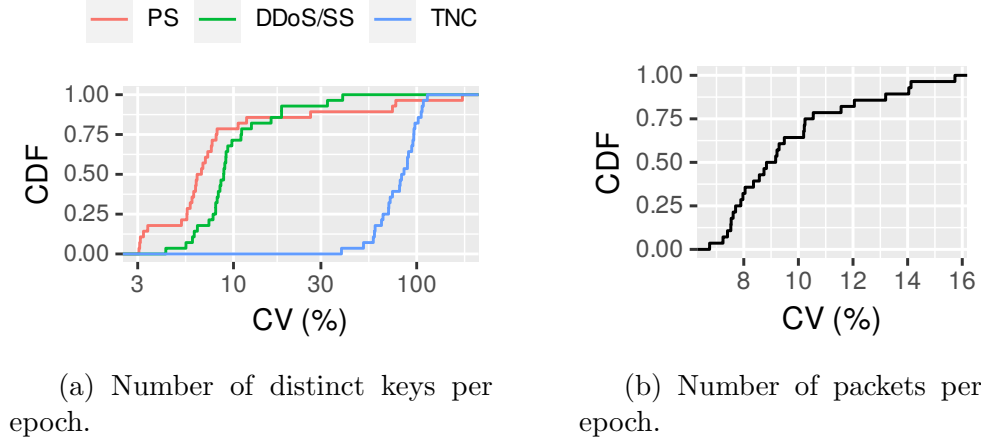 PS DDoS/SS TNC
1.00
0.75
0.50
0.25
0.00
CDF
3 10 30 100
CV (%)
(a) Number of distinct keys per
epoch.
1.00
0.75
0.50
0.25
0.00
CDF
8 10 12 14 16
CV (%)
(b) Number of packets per
epoch.